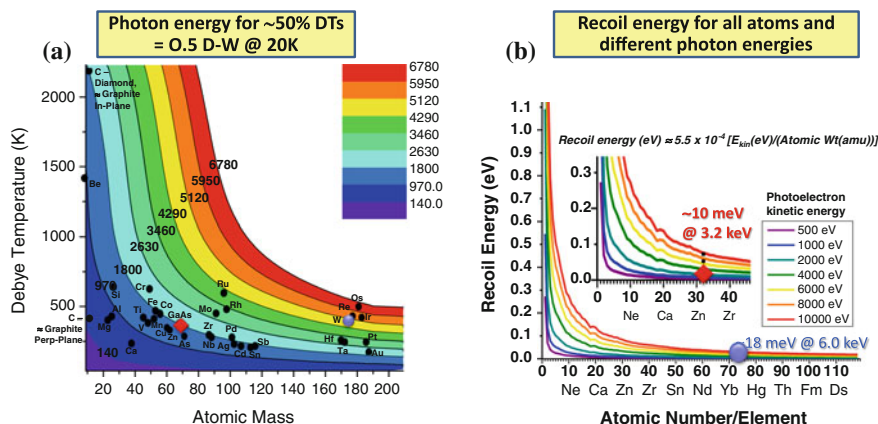 Photon energy for ~50% DTs
= O.5 D-W @ 20K
Recoil energy for all atoms and
different photon energies
(a)
(b)
Debye Temperature (K)
2000
1500
1000
500
10 20 40 60 80 100 120 140 160 180 200
Atomic Mass
C –
Diamond,
≈Graphite
In-Plane
Be
6780
5950
5120
4290
3460
2630
1800
970
140
Si
Al
Mg
Ca
Cr
Ti
V
Fe
Co
Mn
Cu
Zn
GaAs
As
Ru
Mo
Rh
Zr
Nb
Pd
Ag
Cd
Sn
Sb
Os
Re
W
Ir
Hf
Ta
Pt
Au
C –
≈Graphite
Perp-Plane
6780
5950
5120
4290
3460
2630
1800
970.0
140.0
Recoil Energy (eV)
1.1
1.0
0.9
0.8
0.7
0.6
0.5
0.4
0.3
0.2
0.1
0.0
Recoil energy (eV) ≈ 5.5 x 10⁻⁴ [E_kin(eV)/(Atomic Wt(amu))]
0.3
0.2
0.1
0.0
0 10 20 30 40
Ne Ca Zn Zr
~10 meV
@ 3.2 keV
Photoelectron
kinetic energy
500 eV
1000 eV
2000 eV
4000 eV
6000 eV
8000 eV
10000 eV
18 meV @ 6.0 keV
0 10 20 30 40 50 60 70 80 90 100 110
Ne Ca Zn Zr Sn Nd Yb Hg Th Fm Ds
Atomic Number/Element